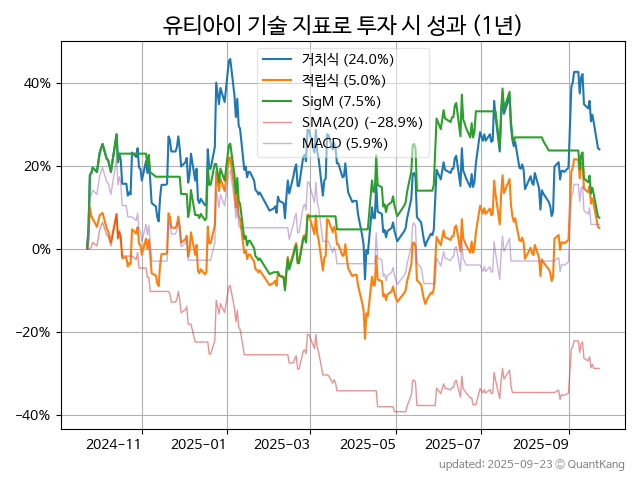 유티아이 기술 지표로 투자 시 성과 (1년)
거치식 (24.0%)
적립식 (5.0%)
SigM (7.5%)
SMA(20) (−28.9%)
MACD (5.9%)
40%
20%
0%
−20%
−40%
2024-11
2025-01
2025-03
2025-05
2025-07
2025-09
updated: 2025-09-23 © QuantKang